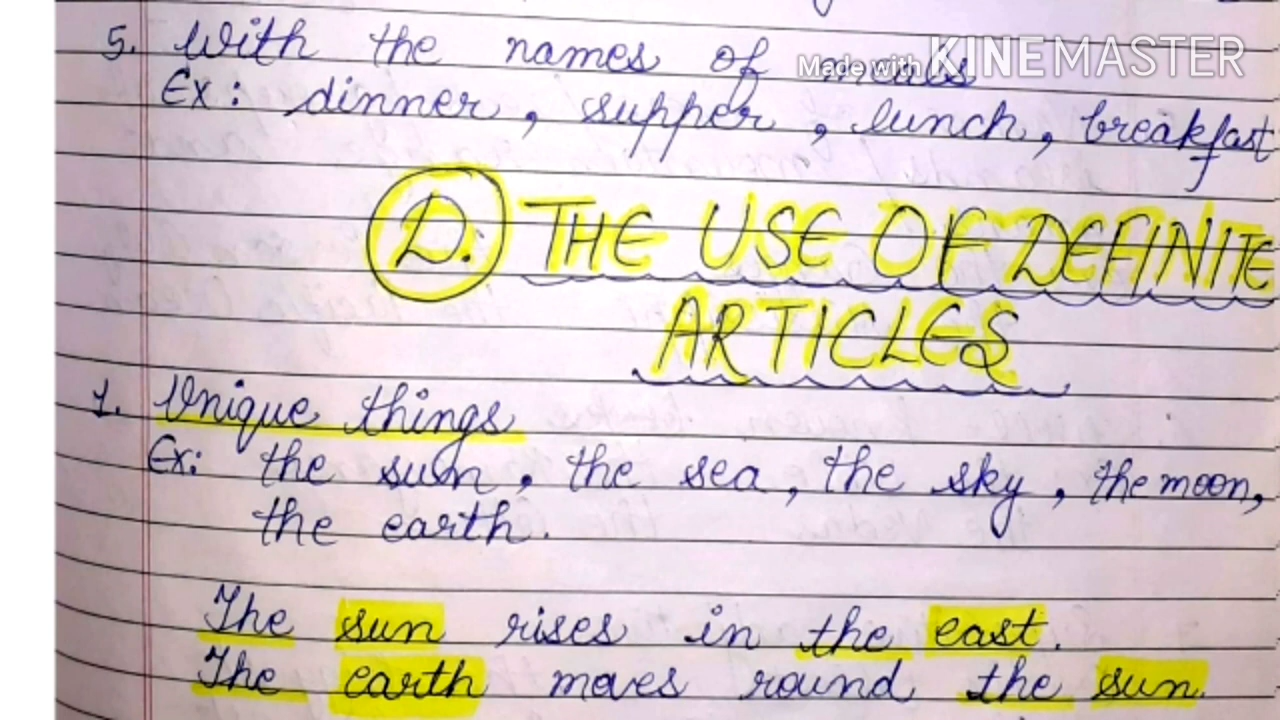 5. With the names of meals
Made with KINEMASTER
Ex: dinner, supper, lunch, breakfast
D. THE USE OF DEFINITE
ARTICLES
1. Unique things
Ex: the sun, the sea, the sky, the moon,
the earth.
The sun rises in the east.
The earth moves round the sun.